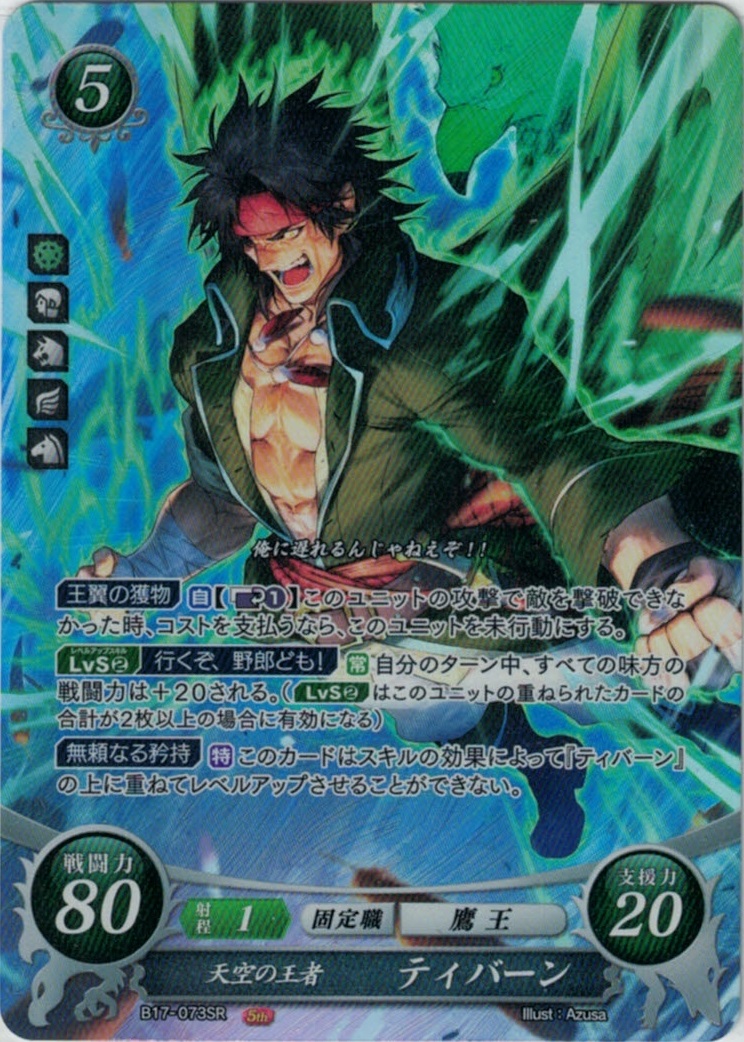 5
俺に遅れるんじゃねえぞ!!
王翼の獲物 自【1】このユニットの攻撃で敵を撃破できな
かった時、コストを支払うなら、このユニットを未行動にする。
レベルアップスキル
LvS2 行くぞ、野郎ども! 常 自分のターン中、すべての味方の
戦闘力は+20される。(LvS2はこのユニットの重ねられたカードの
合計が2枚以上の場合に有効になる)
無頼なる矜持 特 このカードはスキルの効果によって『ティバーン』
の上に重ねてレベルアップさせることができない。
戦闘力
80
射程 1 固定職 鷹王
支援力
20
天空の王者 ティバーン
B17-073SR 5th Illust:Azusa